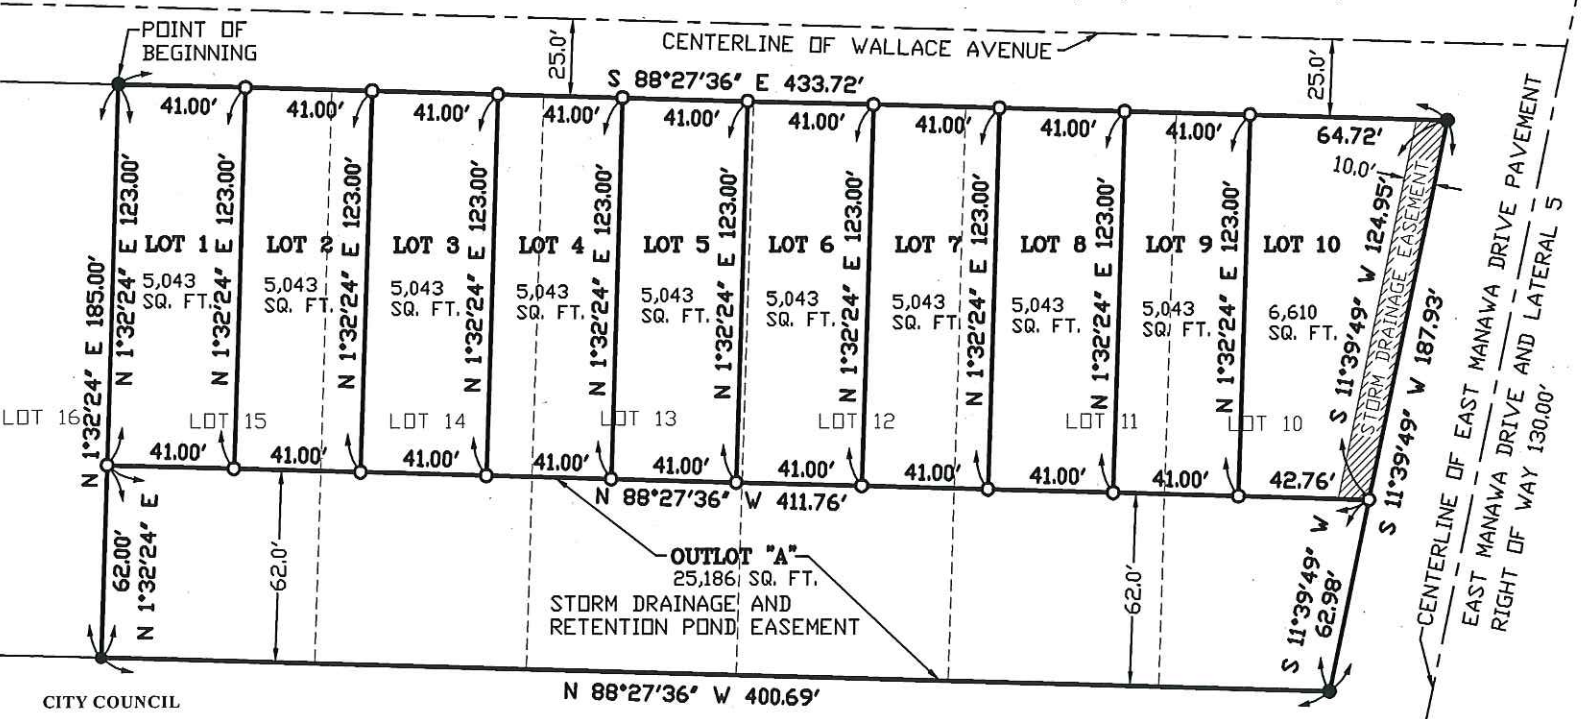 POINT OF
BEGINNING
25.0'
CENTERLINE OF WALLACE AVENUE
25.0'
S 88°27'36" E 433.72'
41.00'
41.00'
41.00'
41.00'
41.00'
41.00'
41.00'
41.00'
41.00'
64.72'
10.0'
N 1°32'24" E 185.00'
N 1°32'24" E 123.00'
N 1°32'24" E 123.00'
N 1°32'24" E 123.00'
N 1°32'24" E 123.00'
N 1°32'24" E 123.00'
N 1°32'24" E 123.00'
N 1°32'24" E 123.00'
N 1°32'24" E 123.00'
N 1°32'24" E 123.00'
N 1°32'24" E 123.00'
S 11°39'49" W 124.95'
STORM DRAINAGE EASEMENT
S 11°39'49" W 187.93'
LOT 1
5,043
SQ. FT.
LOT 2
5,043
SQ. FT.
LOT 3
5,043
SQ. FT.
LOT 4
5,043
SQ. FT.
LOT 5
5,043
SQ. FT.
LOT 6
5,043
SQ. FT.
LOT 7
5,043
SQ. FT.
LOT 8
5,043
SQ. FT.
LOT 9
5,043
SQ. FT.
LOT 10
6,610
SQ. FT.
LOT 16
LOT 15
LOT 14
LOT 13
LOT 12
LOT 11
LOT 10
41.00'
41.00'
41.00'
41.00'
41.00'
41.00'
41.00'
41.00'
41.00'
42.76'
N 88°27'36" W 411.76'
62.00'
N 1°32'24" E
62.0'
OUTLOT "A"
25,186 SQ. FT.
STORM DRAINAGE AND
RETENTION POND EASEMENT
62.0'
S 11°39'49" W
62.98'
CENTERLINE OF EAST MANAWA DRIVE PAVEMENT
EAST MANAWA DRIVE AND LATERAL 5
RIGHT OF WAY 130.00'
N 88°27'36" W 400.69'
CITY COUNCIL